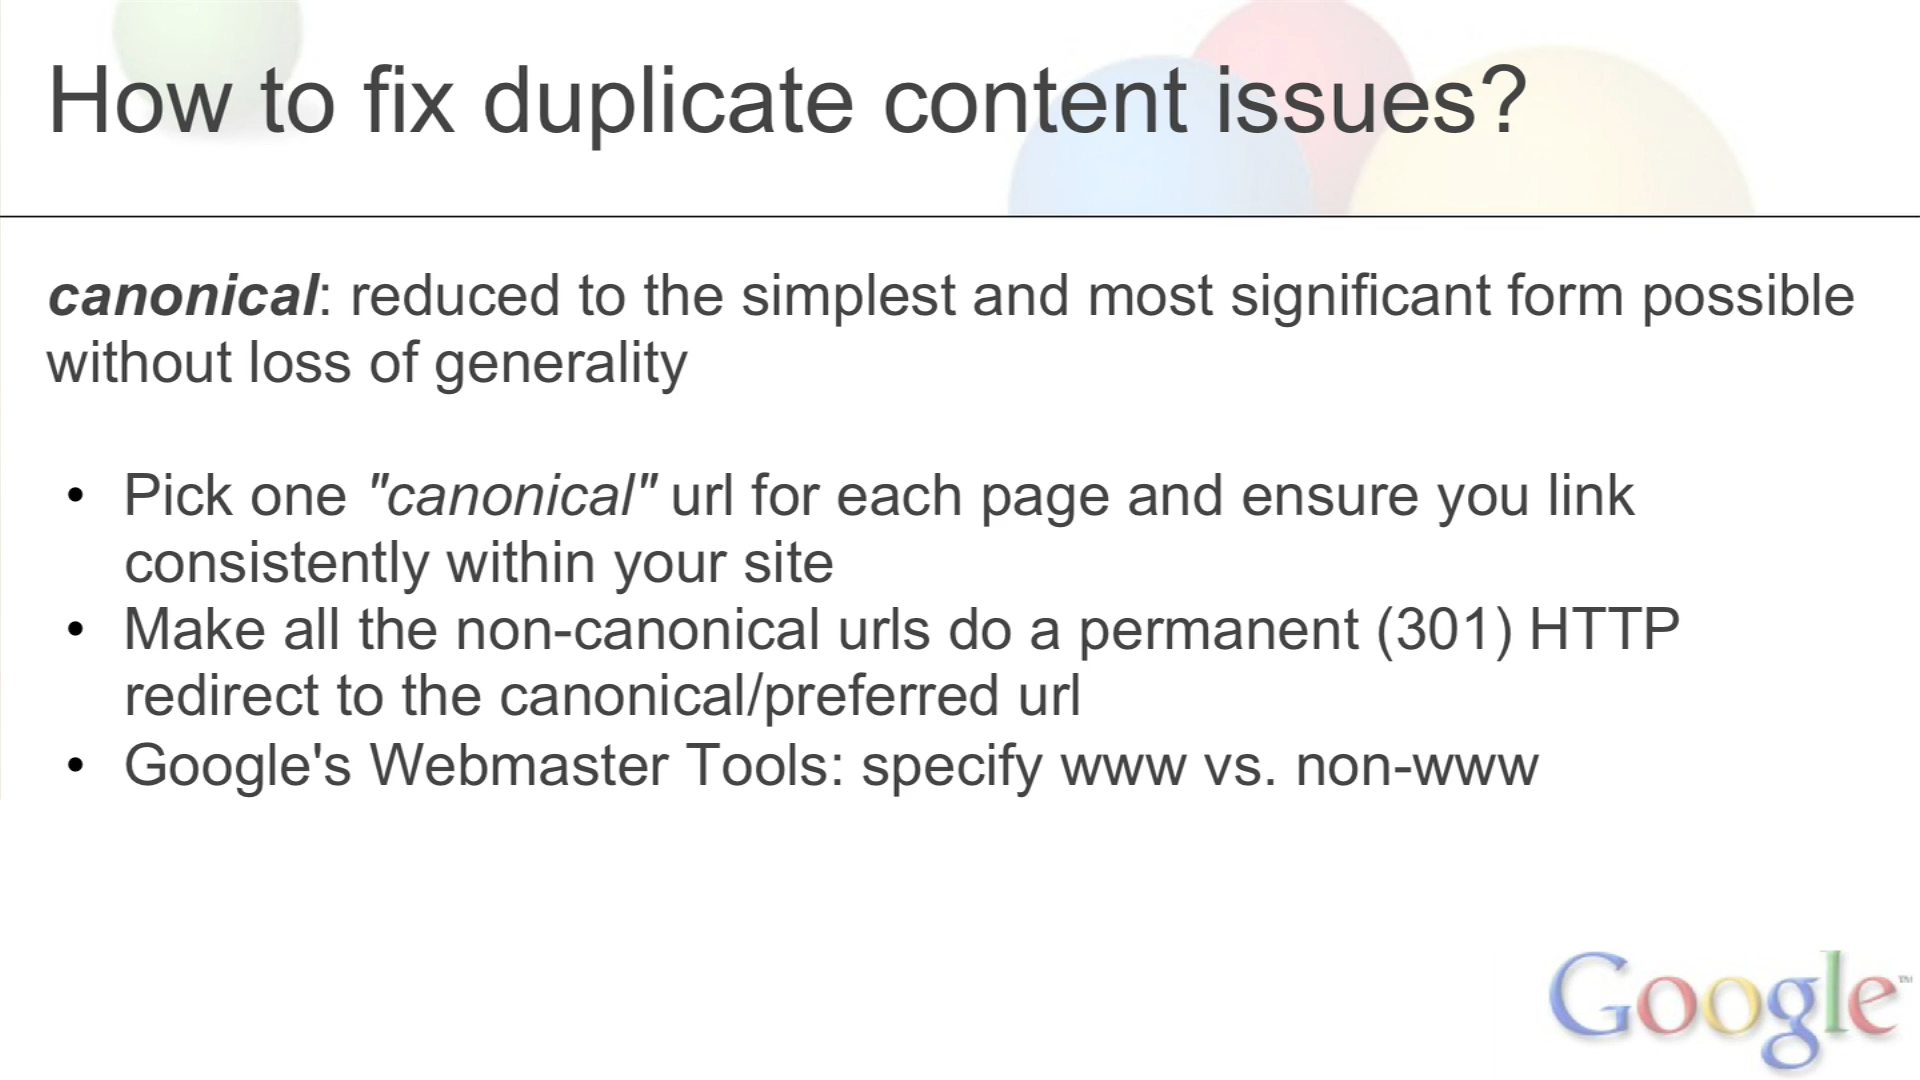 How to fix duplicate content issues?
canonical: reduced to the simplest and most significant form possible
without loss of generality
• Pick one "canonical" url for each page and ensure you link
consistently within your site
• Make all the non-canonical urls do a permanent (301) HTTP
redirect to the canonical/preferred url
• Google's Webmaster Tools: specify www vs. non-www
Google™